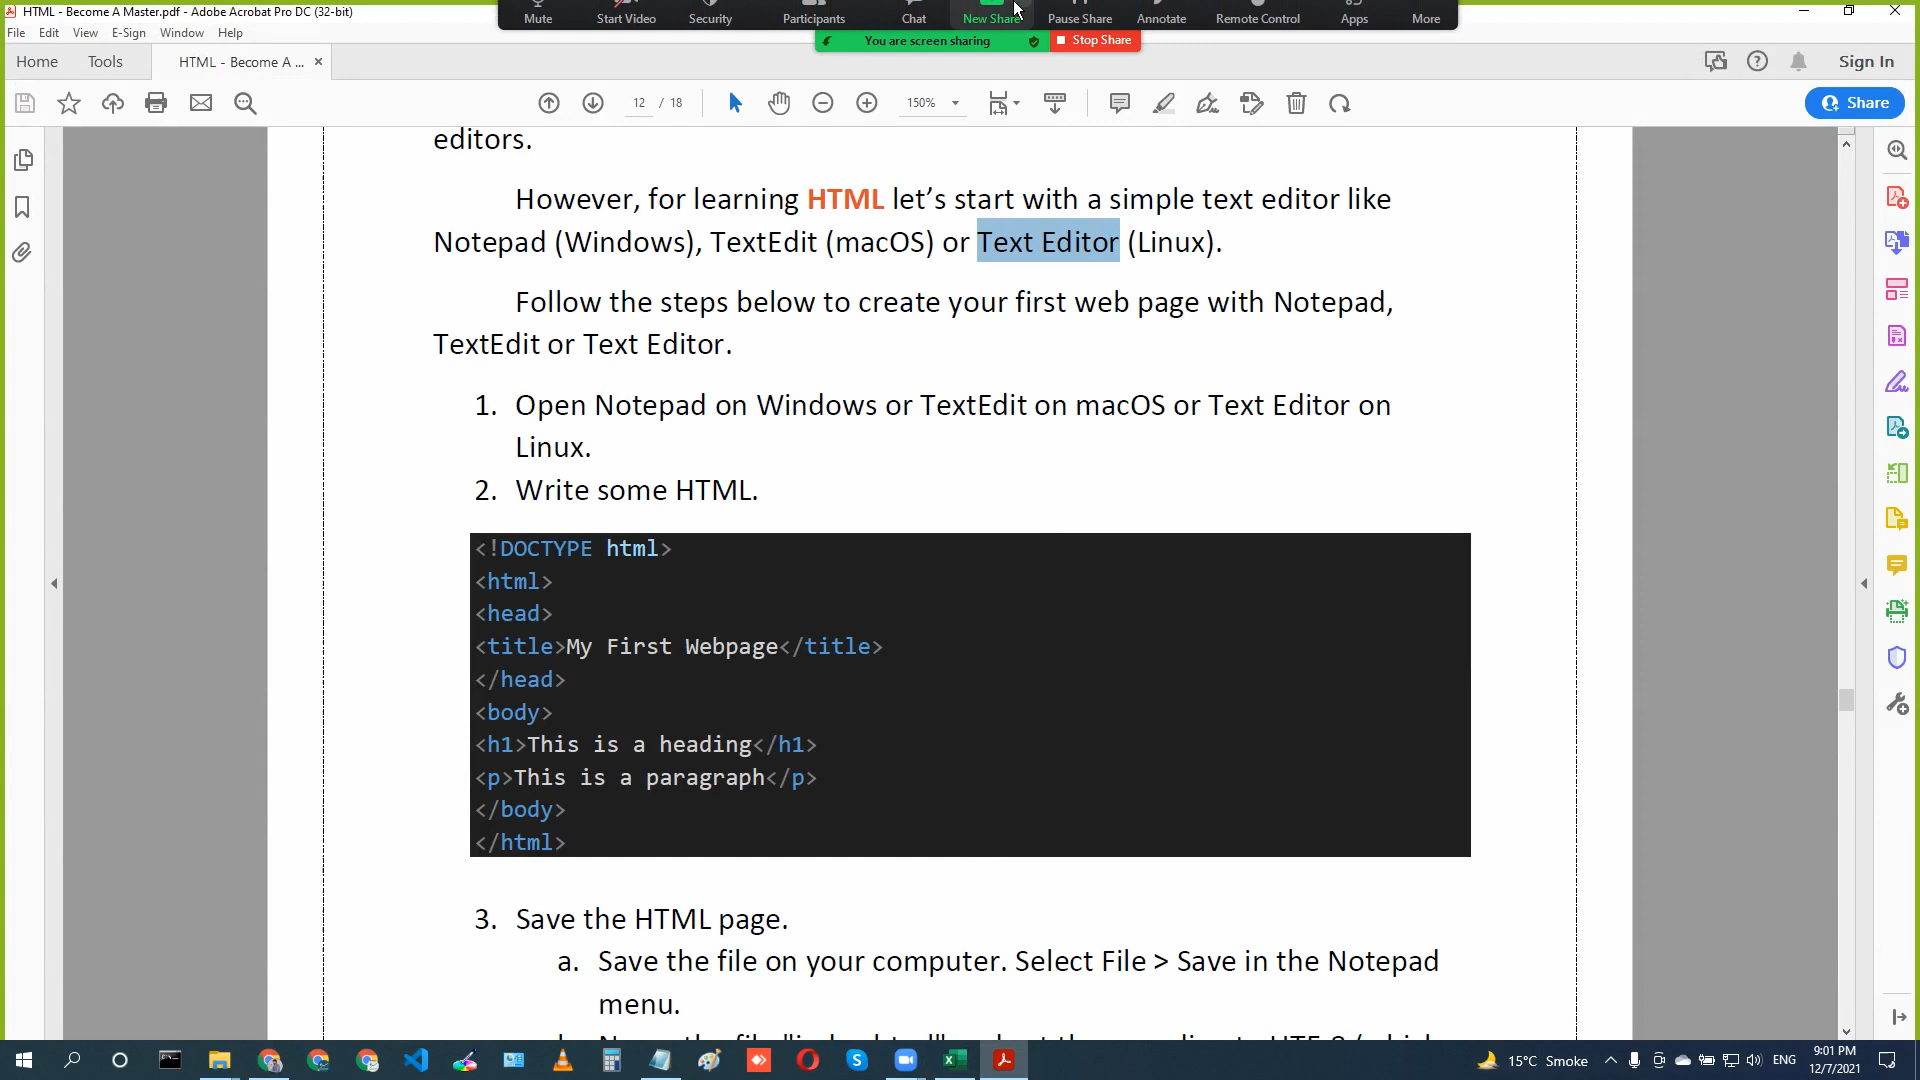 HTML - Become A Master.pdf - Adobe Acrobat Pro DC (32-bit)
Mute
Start Video
Security
Participants
Chat
New Share
Pause Share
Annotate
Remote Control
Apps
More
File Edit View E-Sign Window Help
You are screen sharing
Stop Share
Home
Tools
HTML - Become A ...
Sign In
12 / 18
150%
Share
editors.
However, for learning HTML let’s start with a simple text editor like
Notepad (Windows), TextEdit (macOS) or Text Editor (Linux).
Follow the steps below to create your first web page with Notepad,
TextEdit or Text Editor.
1. Open Notepad on Windows or TextEdit on macOS or Text Editor on
Linux.
2. Write some HTML.
<!DOCTYPE html>
<html>
<head>
<title>My First Webpage</title>
</head>
<body>
<h1>This is a heading</h1>
<p>This is a paragraph</p>
</body>
</html>
3. Save the HTML page.
a. Save the file on your computer. Select File > Save in the Notepad
menu.
15°C Smoke
ENG
9:01 PM
12/7/2021